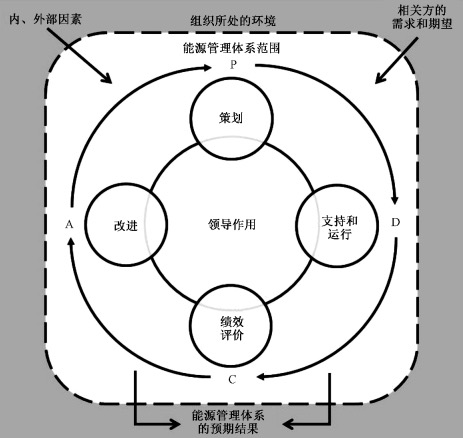 组织所处的环境
内、外部因素
相关方的
需求和期望
能源管理体系范围
P
策划
A
改进
领导作用
支持和
运行
D
绩效
评价
C
能源管理体系
的预期结果